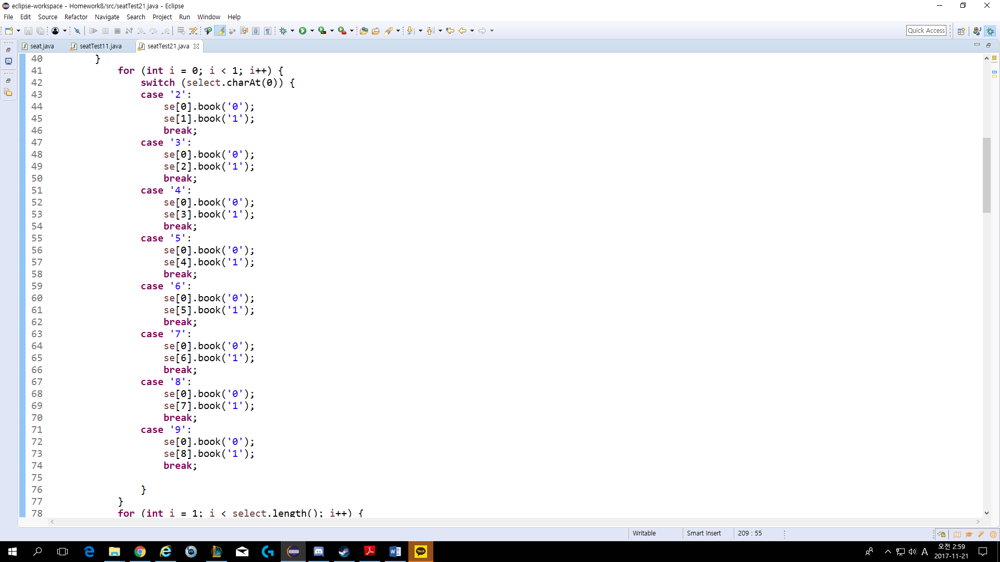 eclipse-workspace - Homework8/src/seatTest21.java - Eclipse
File Edit Source Refactor Navigate Search Project Run Window Help
Quick Access
seat.java seatTest11.java seatTest21.java
40 }
41 for (int i = 0; i < 1; i++) {
42 switch (select.charAt(0)) {
43 case '2':
44 se[0].book('0');
45 se[1].book('1');
46 break;
47 case '3':
48 se[0].book('0');
49 se[2].book('1');
50 break;
51 case '4':
52 se[0].book('0');
53 se[3].book('1');
54 break;
55 case '5':
56 se[0].book('0');
57 se[4].book('1');
58 break;
59 case '6':
60 se[0].book('0');
61 se[5].book('1');
62 break;
63 case '7':
64 se[0].book('0');
65 se[6].book('1');
66 break;
67 case '8':
68 se[0].book('0');
69 se[7].book('1');
70 break;
71 case '9':
72 se[0].book('0');
73 se[8].book('1');
74 break;
75
76 }
77 }
78 for (int i = 1; i < select.length(); i++) {
Writable Smart Insert 209 : 55
TALK
A
오전 2:59
2017-11-21